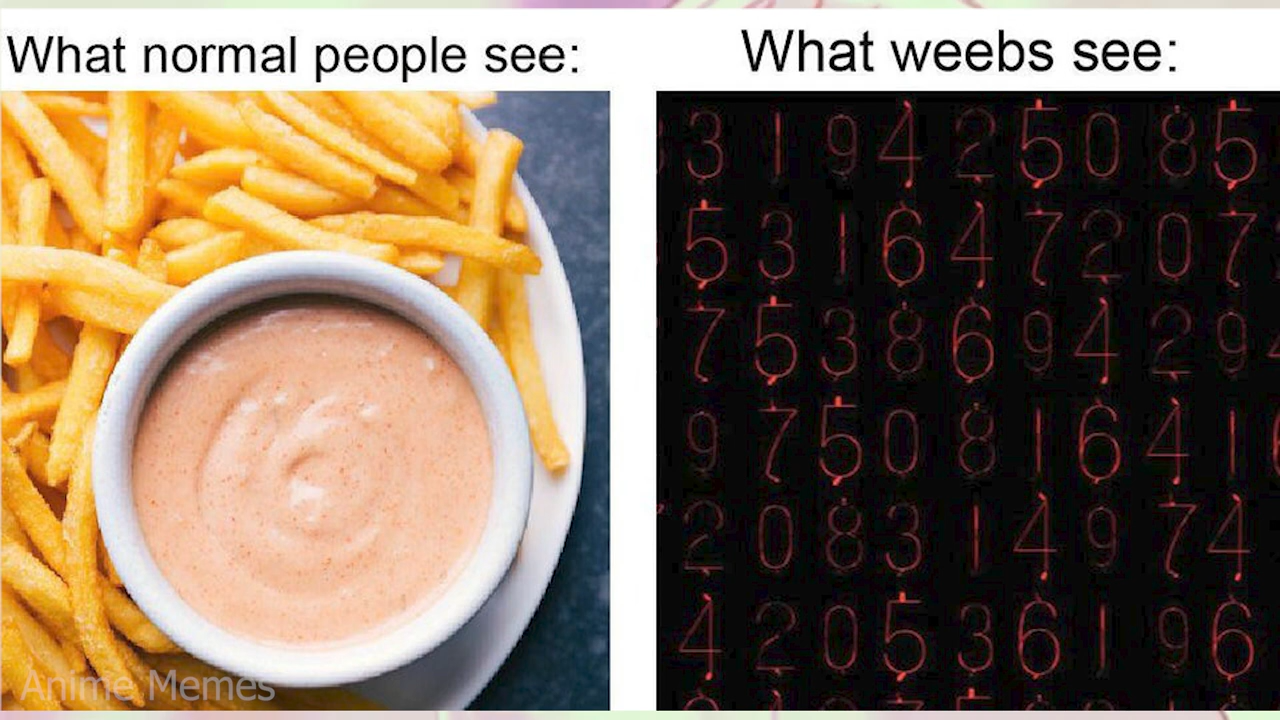 What normal people see:
What weebs see:
3 1 9 4 2 5 0 8 5
5 3 1 6 4 7 2 0 7
7 5 3 8 6 9 4 2 9
9 7 5 0 8 1 6 4 1
2 0 8 3 1 4 9 7 4
4 2 0 5 3 6 1 9 6
Anime Memes